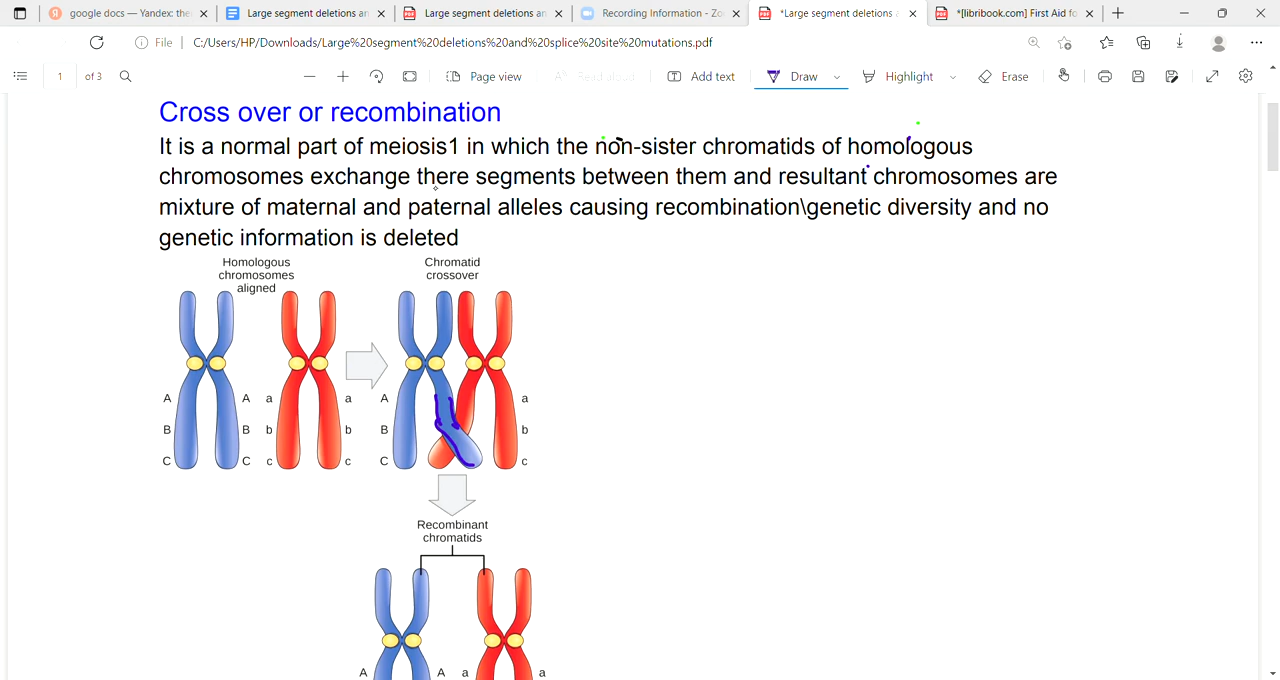 google docs — Yandex: the
Large segment deletions an
Large segment deletions an
Recording Information - Zo
*Large segment deletions a
*[libribook.com] First Aid fo
File
C:/Users/HP/Downloads/Large%20segment%20deletions%20and%20splice%20site%20mutations.pdf
1 of 3
Page view
Read aloud
Add text
Draw
Highlight
Erase
Cross over or recombination
It is a normal part of meiosis1 in which the non-sister chromatids of homologous
chromosomes exchange there segments between them and resultant chromosomes are
mixture of maternal and paternal alleles causing recombination\genetic diversity and no
genetic information is deleted
Homologous
chromosomes
aligned
Chromatid
crossover
A A a a A a
B B b b B b
C C c c C c
Recombinant
chromatids
A A a a